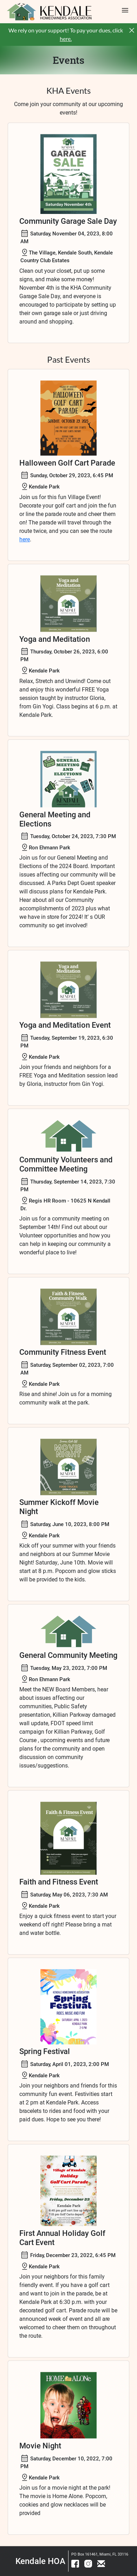 KENDALE
HOMEOWNERS ASSOCIATION
We rely on your support! To pay your dues, click
here.
Events
KHA Events
Come join your community at our upcoming
events!
GARAGE
SALE
Saturday November 4th
Community Garage Sale Day
Saturday, November 04, 2023, 8:00
AM
The Village, Kendale South, Kendale
Country Club Estates
Clean out your closet, put up some
signs, and make some money!
November 4th is the KHA Community
Garage Sale Day, and everyone is
anonymous to participate by setting up
their own garage sale or just driving
around and shopping.
Past Events
HALLOWEEN
GOLF CART
PARADE
Halloween Golf Cart Parade
Sunday, October 29, 2023, 6:45 PM
Kendale Park
Join us for this fun Village Event!
Decorate your golf cart and join the fun
or line the parade route and cheer them
on! The parade will travel the entire
route twice, and you can see the route
here.
Yoga and
Meditation
Yoga and Meditation
Thursday, October 26, 2023, 6:00
PM
Kendale Park
Relax, Stretch and Unwind! Come out
and enjoy this wonderful FREE Yoga
session taught by instructor Gloria,
from Gin Yogi. Class begins at 6 p.m. at
Kendale Park.
GENERAL
MEETING
AND
ELECTIONS
General Meeting and
Elections
Tuesday, October 24, 2023, 7:30 PM
Ron Ehmann Park
Join us for our General Meeting and
Elections of the 2024 Board. Important
issues affecting our community will be
discussed. A Parks Dept Guest speaker
will discuss plans for Kendale Park.
Hear about all our Community
accomplishments of 2023 plus what
we have in store for 2024! It' s OUR
community so get involved!
Yoga and
Meditation
Yoga and Meditation Event
Tuesday, September 19, 2023, 6:30
PM
Kendale Park
Join your friends and neighbors for a
FREE Yoga and Meditation session lead
by Gloria, instructor from Gin Yogi.
Community Volunteers and
Committee Meeting
Thursday, September 14, 2023, 7:30
PM
Regis HR Room - 10625 N Kendall
Dr.
Join us for a community meeting on
September 14th! Find out about our
Volunteer opportunities and how you
can help in keeping our community a
wonderful place to live!
Faith & Fitness
Community Walk
Community Fitness Event
Saturday, September 02, 2023, 7:00
AM
Kendale Park
Rise and shine! Join us for a morning
community walk at the park.
MOVIE
NIGHT
Summer Kickoff Movie
Night
Saturday, June 10, 2023, 8:00 PM
Kendale Park
Kick off your summer with your friends
and neighbors at our Summer Movie
Night! Saturday, June 10th. Movie will
start at 8 p.m. Popcorn and glow sticks
will be provided to the kids.
General Community Meeting
Tuesday, May 23, 2023, 7:00 PM
Ron Ehmann Park
Meet the NEW Board Members, hear
about issues affecting our
communities, Public Safety
presentation, Killian Parkway damaged
wall update, FDOT speed limit
campaign for Killian Parkway, Golf
Course , upcoming events and future
plans for the community and open
discussion on community
issues/suggestions.
Faith & Fitness Event
Faith and Fitness Event
Saturday, May 06, 2023, 7:30 AM
Kendale Park
Enjoy a quick fitness event to start your
weekend off right! Please bring a mat
and water bottle.
Spring
Festival
Spring Festival
Saturday, April 01, 2023, 2:00 PM
Kendale Park
Join your neighbors and friends for this
community fun event. Festivities start
at 2 pm at Kendale Park. Access
bracelets to rides and activities with
paid dues. Hope to see you there!
Holiday
Golf Cart Parade
First Annual Holiday Golf
Cart Event
Friday, December 23, 2022, 6:45 PM
Kendale Park
Join your neighbors for this family
friendly event. If you have a golf cart
and want to join in the parade, be at
Kendale Park at 6:30 p.m. with your
decorated golf cart. Parade route will be
announced week of event and all are
welcomed to cheer them on throughout
the route.
HOME ALONE
Movie Night
Saturday, December 10, 2022, 7:00
PM
Kendale Park
Join us for a movie night at the park!
The movie is Home Alone. Popcorn,
cookies and glow necklaces will be
provided
Kendale HOA
PO Box 161461, Miami, FL 33116